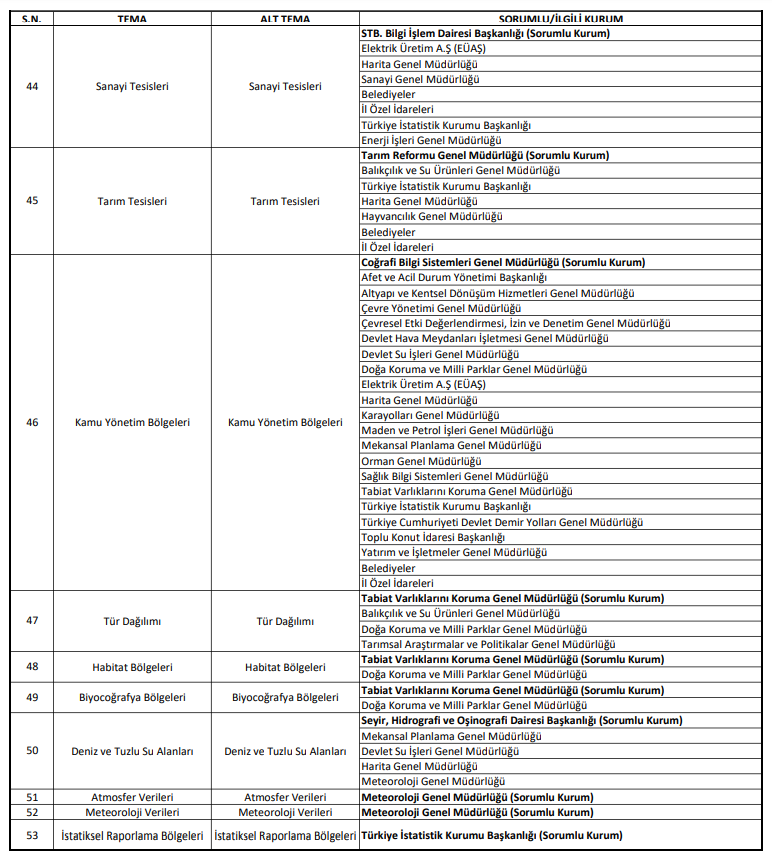 S.N. TEMA ALT TEMA SORUMLU/İLGİLİ KURUM
44 Sanayi Tesisleri Sanayi Tesisleri
STB. Bilgi İşlem Dairesi Başkanlığı (Sorumlu Kurum)
Elektrik Üretim A.Ş (EÜAŞ)
Harita Genel Müdürlüğü
Sanayi Genel Müdürlüğü
Belediyeler
İl Özel İdareleri
Türkiye İstatistik Kurumu Başkanlığı
Enerji İşleri Genel Müdürlüğü
45 Tarım Tesisleri Tarım Tesisleri
Tarım Reformu Genel Müdürlüğü (Sorumlu Kurum)
Balıkçılık ve Su Ürünleri Genel Müdürlüğü
Türkiye İstatistik Kurumu Başkanlığı
Harita Genel Müdürlüğü
Hayvancılık Genel Müdürlüğü
Belediyeler
İl Özel İdareleri
46 Kamu Yönetim Bölgeleri Kamu Yönetim Bölgeleri
Coğrafi Bilgi Sistemleri Genel Müdürlüğü (Sorumlu Kurum)
Afet ve Acil Durum Yönetimi Başkanlığı
Altyapı ve Kentsel Dönüşüm Hizmetleri Genel Müdürlüğü
Çevre Yönetimi Genel Müdürlüğü
Çevresel Etki Değerlendirmesi, İzin ve Denetim Genel Müdürlüğü
Devlet Hava Meydanları İşletmesi Genel Müdürlüğü
Devlet Su İşleri Genel Müdürlüğü
Doğa Koruma ve Milli Parklar Genel Müdürlüğü
Elektrik Üretim A.Ş (EÜAŞ)
Harita Genel Müdürlüğü
Karayolları Genel Müdürlüğü
Maden ve Petrol İşleri Genel Müdürlüğü
Mekansal Planlama Genel Müdürlüğü
Orman Genel Müdürlüğü
Sağlık Bilgi Sistemleri Genel Müdürlüğü
Tabiat Varlıklarını Koruma Genel Müdürlüğü
Türkiye İstatistik Kurumu Başkanlığı
Türkiye Cumhuriyeti Devlet Demir Yolları Genel Müdürlüğü
Toplu Konut İdaresi Başkanlığı
Yatırım ve İşletmeler Genel Müdürlüğü
Belediyeler
İl Özel İdareleri
47 Tür Dağılımı Tür Dağılımı
Tabiat Varlıklarını Koruma Genel Müdürlüğü (Sorumlu Kurum)
Balıkçılık ve Su Ürünleri Genel Müdürlüğü
Doğa Koruma ve Milli Parklar Genel Müdürlüğü
Tarımsal Araştırmalar ve Politikalar Genel Müdürlüğü
48 Habitat Bölgeleri Habitat Bölgeleri
Tabiat Varlıklarını Koruma Genel Müdürlüğü (Sorumlu Kurum)
Doğa Koruma ve Milli Parklar Genel Müdürlüğü
49 Biyocoğrafya Bölgeleri Biyocoğrafya Bölgeleri
Tabiat Varlıklarını Koruma Genel Müdürlüğü (Sorumlu Kurum)
Doğa Koruma ve Milli Parklar Genel Müdürlüğü
50 Deniz ve Tuzlu Su Alanları Deniz ve Tuzlu Su Alanları
Seyir, Hidrografi ve Oşinografi Dairesi Başkanlığı (Sorumlu Kurum)
Mekansal Planlama Genel Müdürlüğü
Devlet Su İşleri Genel Müdürlüğü
Harita Genel Müdürlüğü
Meteoroloji Genel Müdürlüğü
51 Atmosfer Verileri Atmosfer Verileri Meteoroloji Genel Müdürlüğü (Sorumlu Kurum)
52 Meteoroloji Verileri Meteoroloji Verileri Meteoroloji Genel Müdürlüğü (Sorumlu Kurum)
53 İstatiksel Raporlama Bölgeleri İstatiksel Raporlama Bölgeleri Türkiye İstatistik Kurumu Başkanlığı (Sorumlu Kurum)